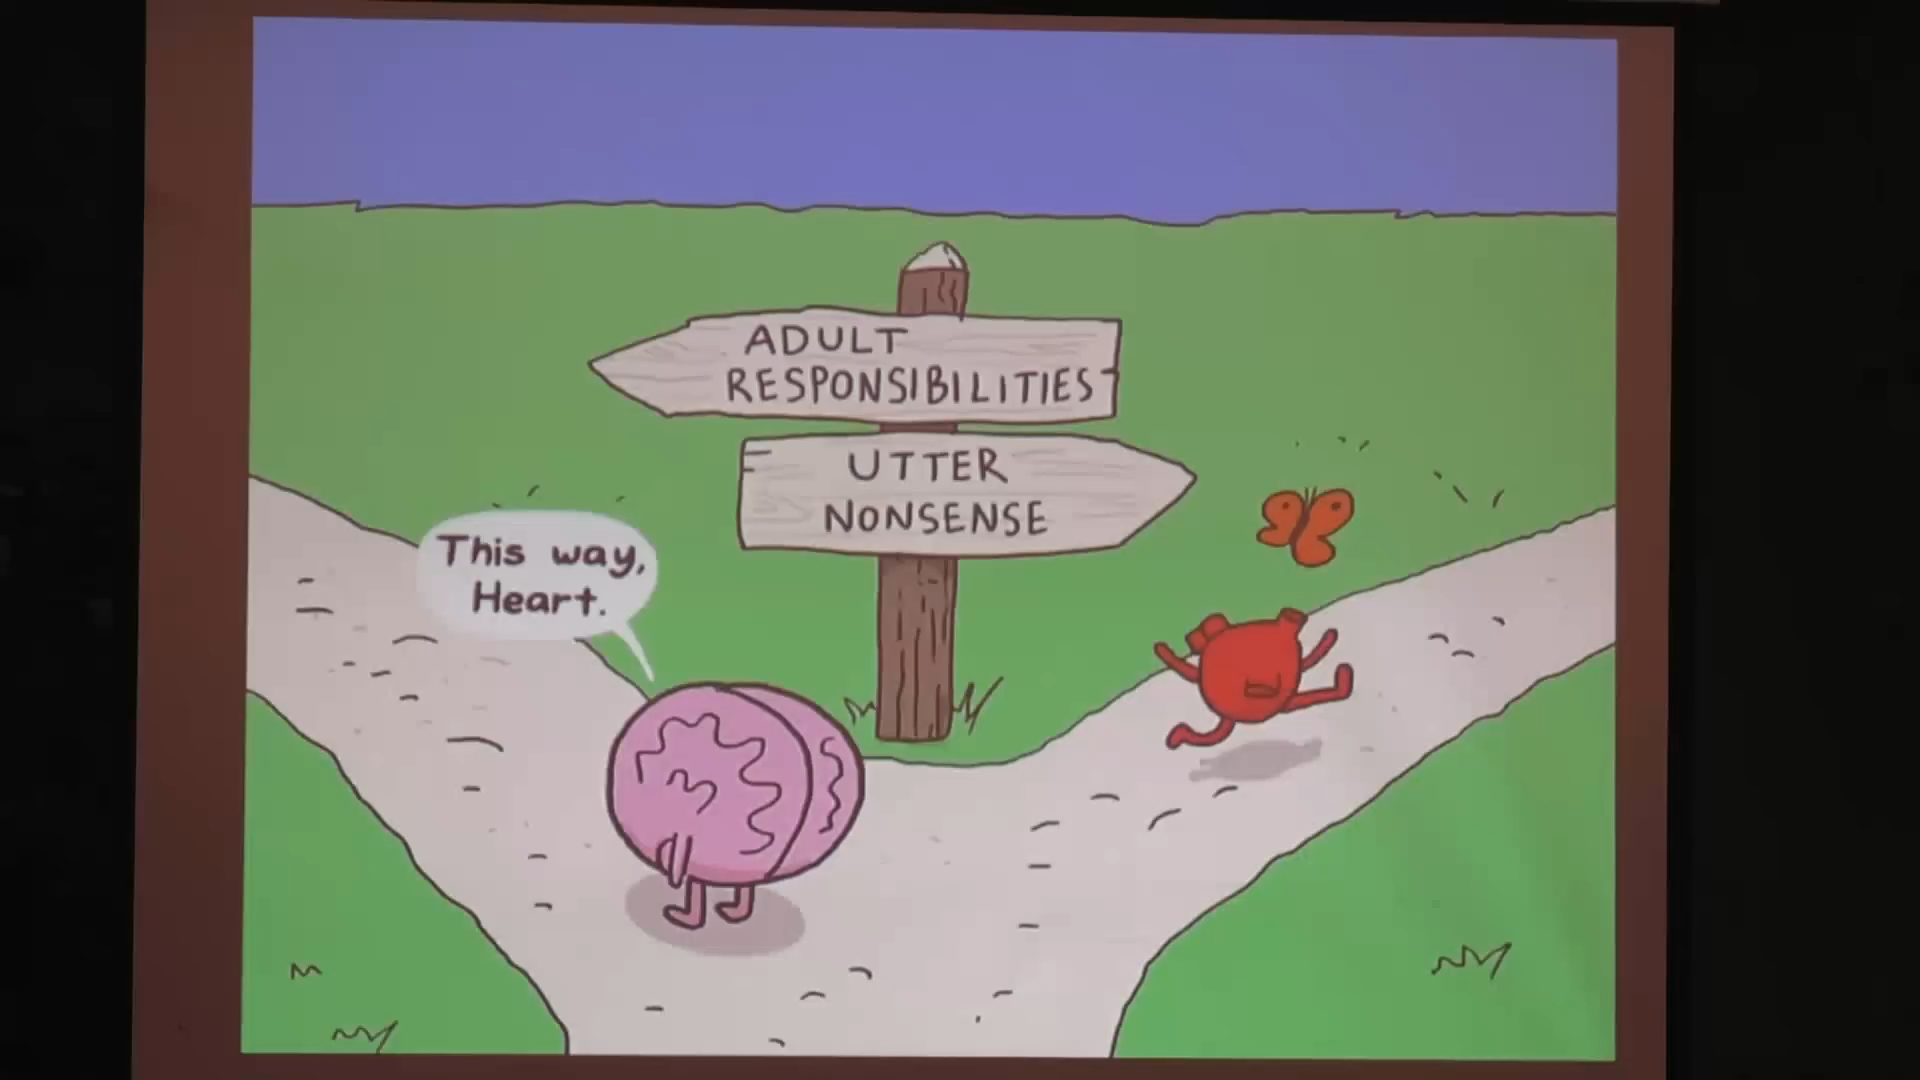 ADULT
RESPONSIBILITIES
UTTER
NONSENSE
This way,
Heart.